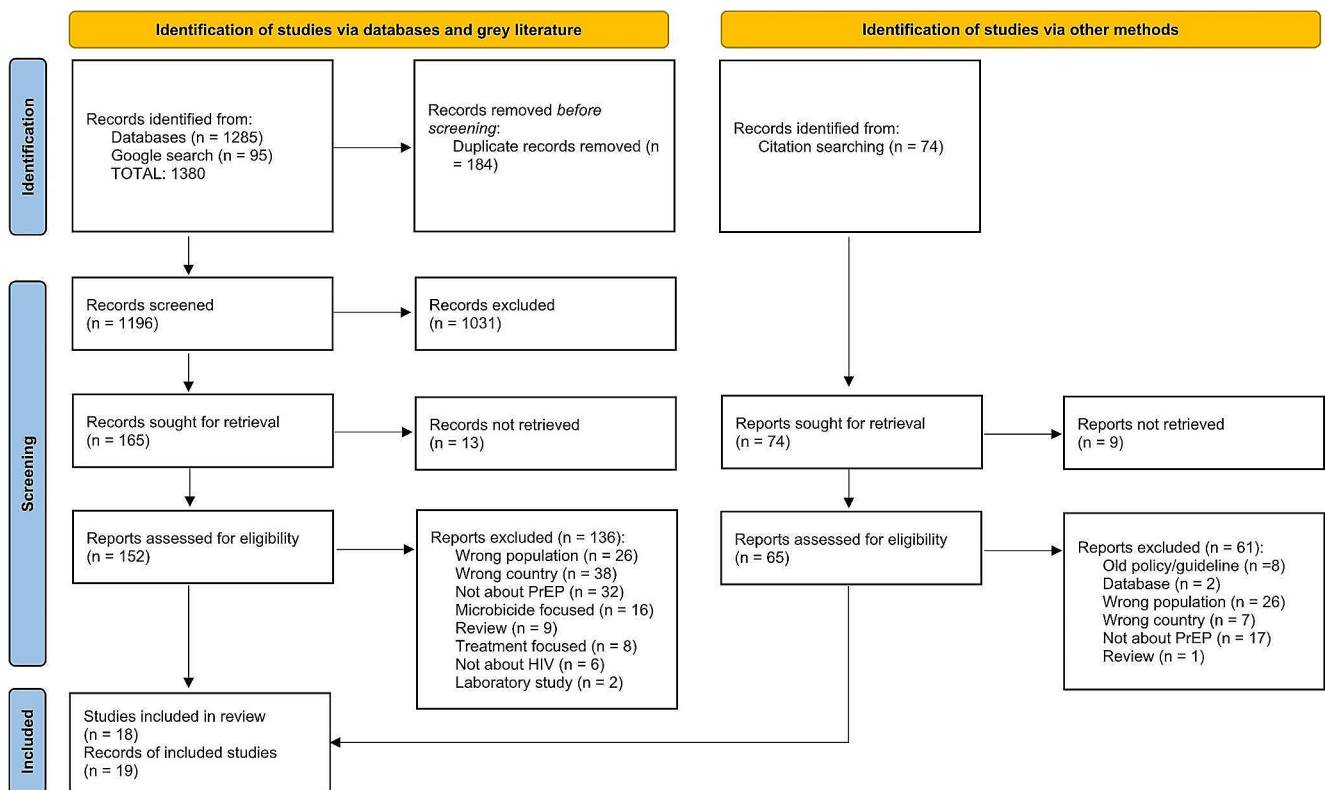 Identification of studies via databases and grey literature
Identification of studies via other methods
Identification
Records identified from:
Databases (n = 1285)
Google search (n = 95)
TOTAL: 1380
Records removed before
screening:
Duplicate records removed (n
= 184)
Records identified from:
Citation searching (n = 74)
Screening
Records screened
(n = 1196)
Records excluded
(n = 1031)
Records sought for retrieval
(n = 165)
Records not retrieved
(n = 13)
Reports sought for retrieval
(n = 74)
Reports not retrieved
(n = 9)
Reports assessed for eligibility
(n = 152)
Reports excluded (n = 136):
Wrong population (n = 26)
Wrong country (n = 38)
Not about PrEP (n = 32)
Microbicide focused (n = 16)
Review (n = 9)
Treatment focused (n = 8)
Not about HIV (n = 6)
Laboratory study (n = 2)
Reports assessed for eligibility
(n = 65)
Reports excluded (n = 61):
Old policy/guideline (n =8)
Database (n = 2)
Wrong population (n = 26)
Wrong country (n = 7)
Not about PrEP (n = 17)
Review (n = 1)
Included
Studies included in review
(n = 18)
Records of included studies
(n = 19)